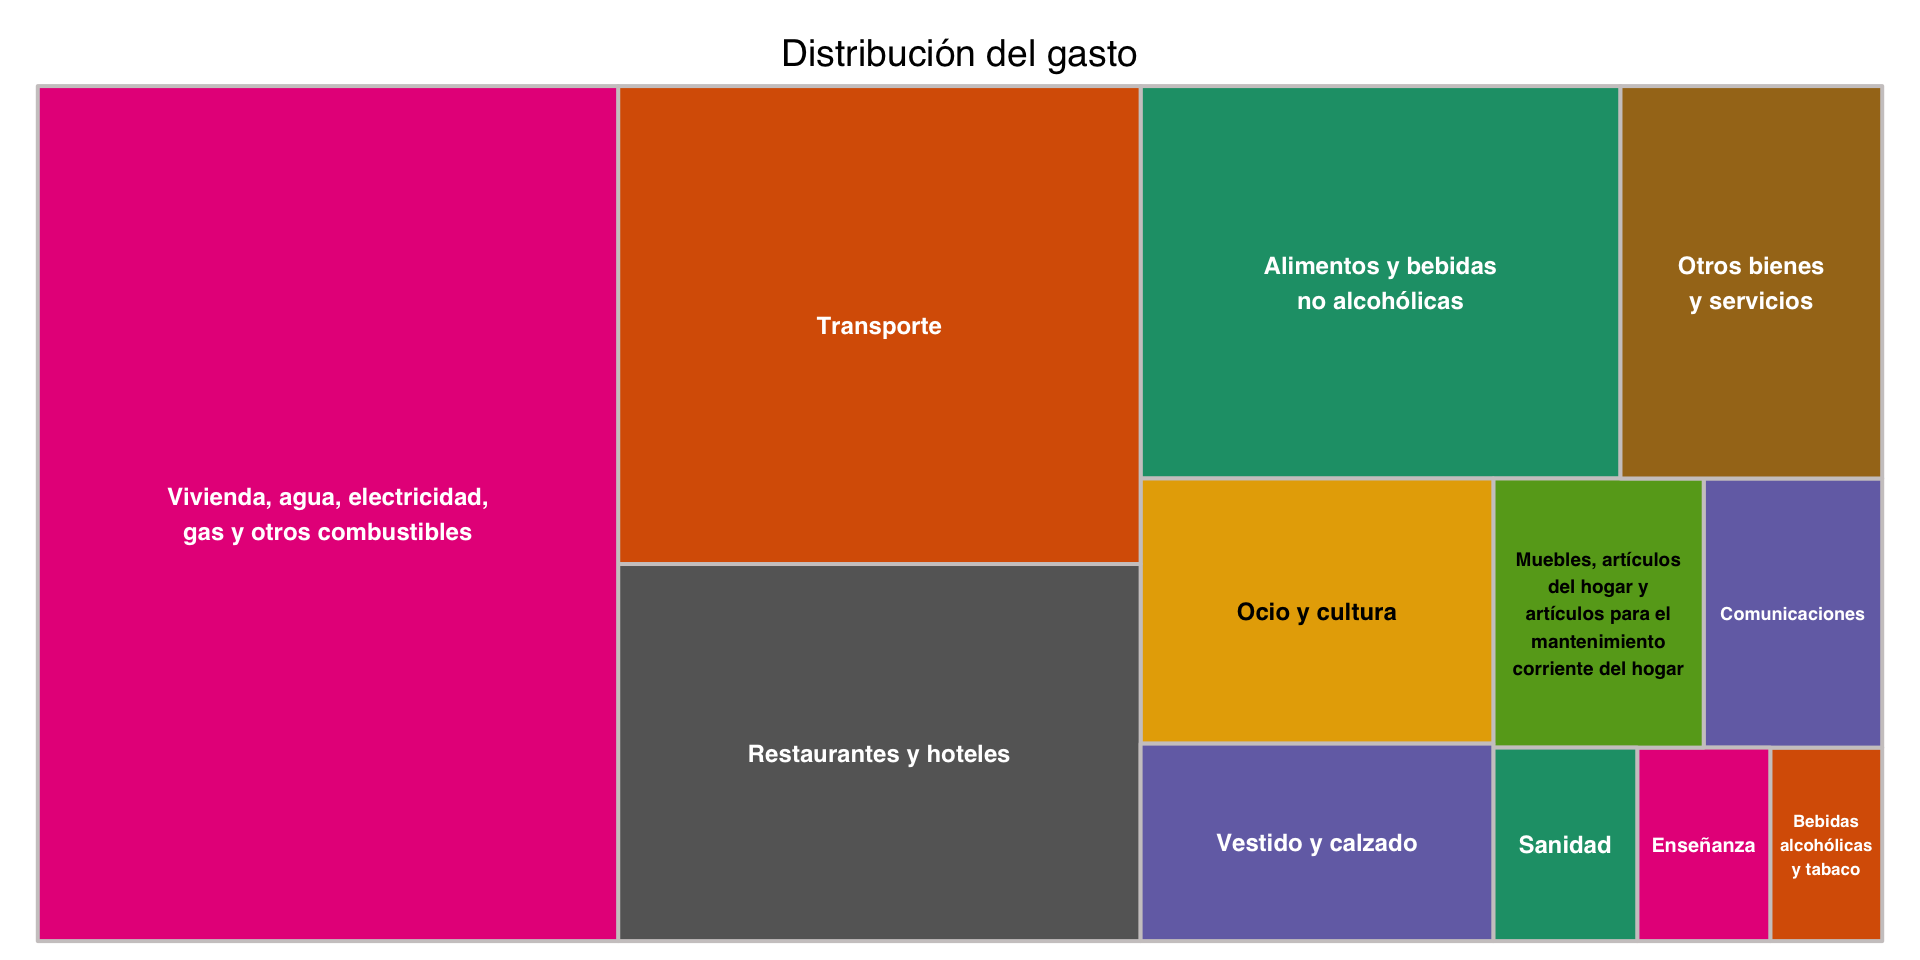 Distribución del gasto
Vivienda, agua, electricidad,
gas y otros combustibles
Transporte
Restaurantes y hoteles
Alimentos y bebidas
no alcohólicas
Otros bienes
y servicios
Ocio y cultura
Muebles, artículos
del hogar y
artículos para el
mantenimiento
corriente del hogar
Comunicaciones
Vestido y calzado
Sanidad
Enseñanza
Bebidas
alcohólicas
y tabaco